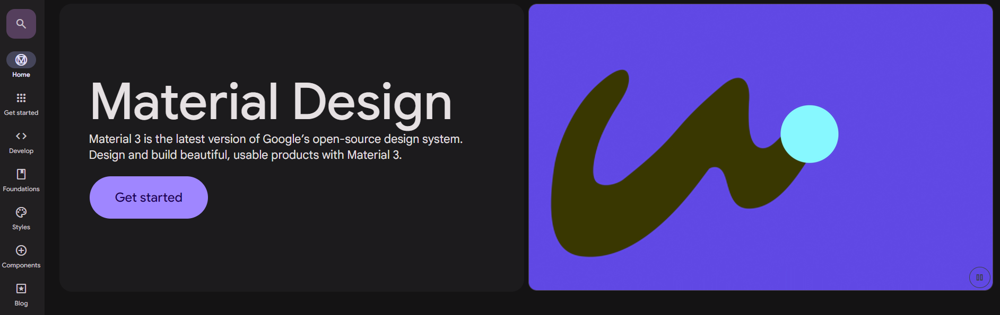 Home
Get started
Develop
Foundations
Styles
Components
Blog
Material Design
Material 3 is the latest version of Google’s open-source design system.
Design and build beautiful, usable products with Material 3.
Get started